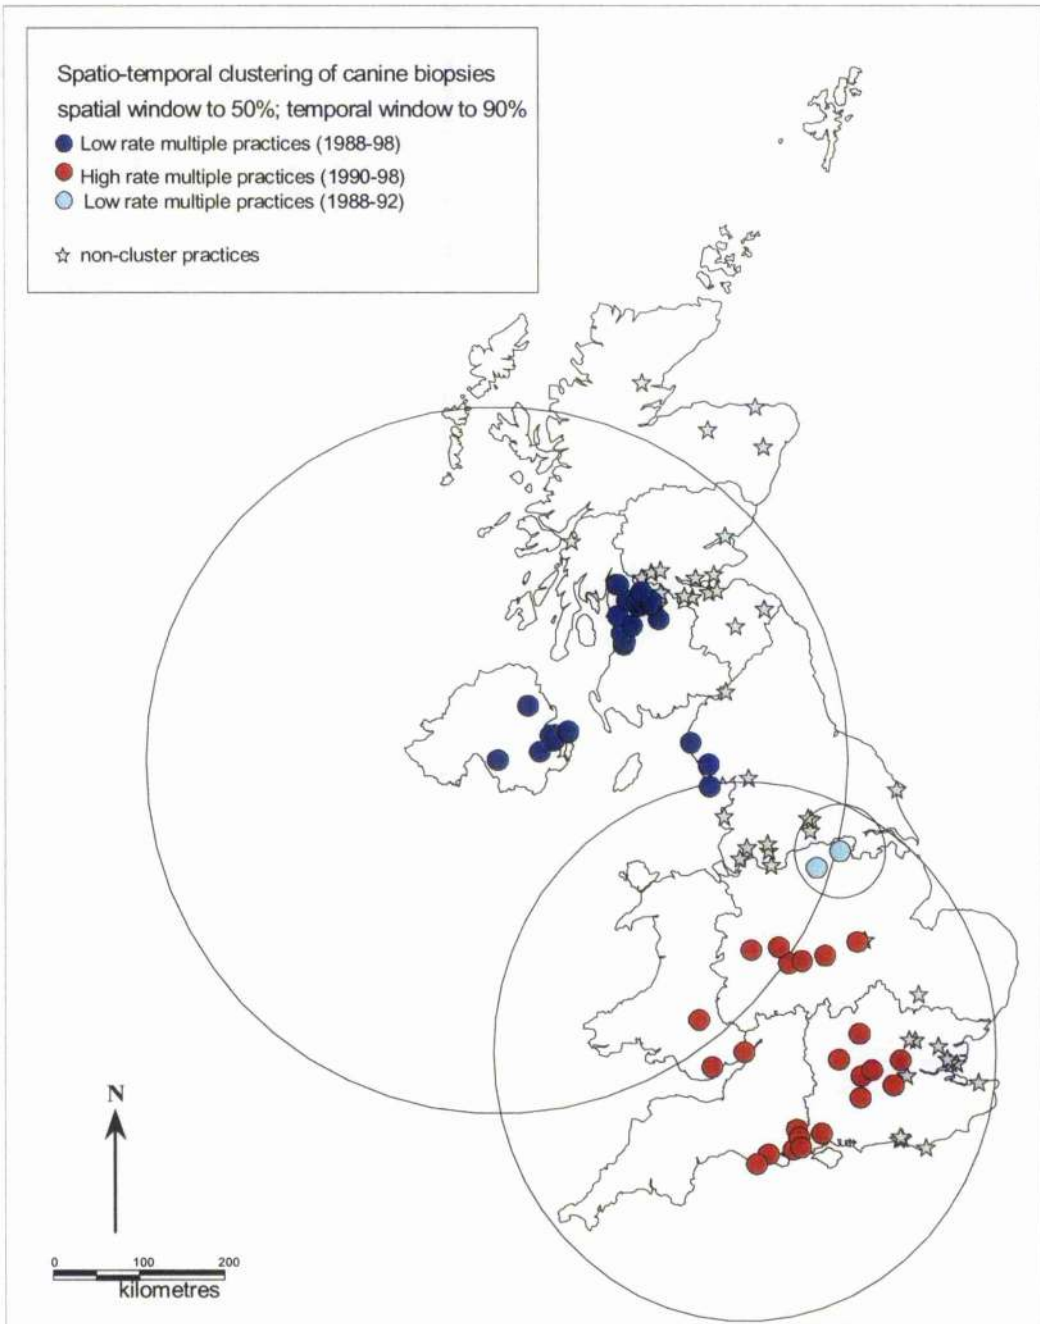 Spatio-temporal clustering of canine biopsies
spatial window to 50%; temporal window to 90%
Low rate multiple practices (1988-98)
High rate multiple practices (1990-98)
Low rate multiple practices (1988-92)
non-cluster practices
N
0 100 200
kilometres